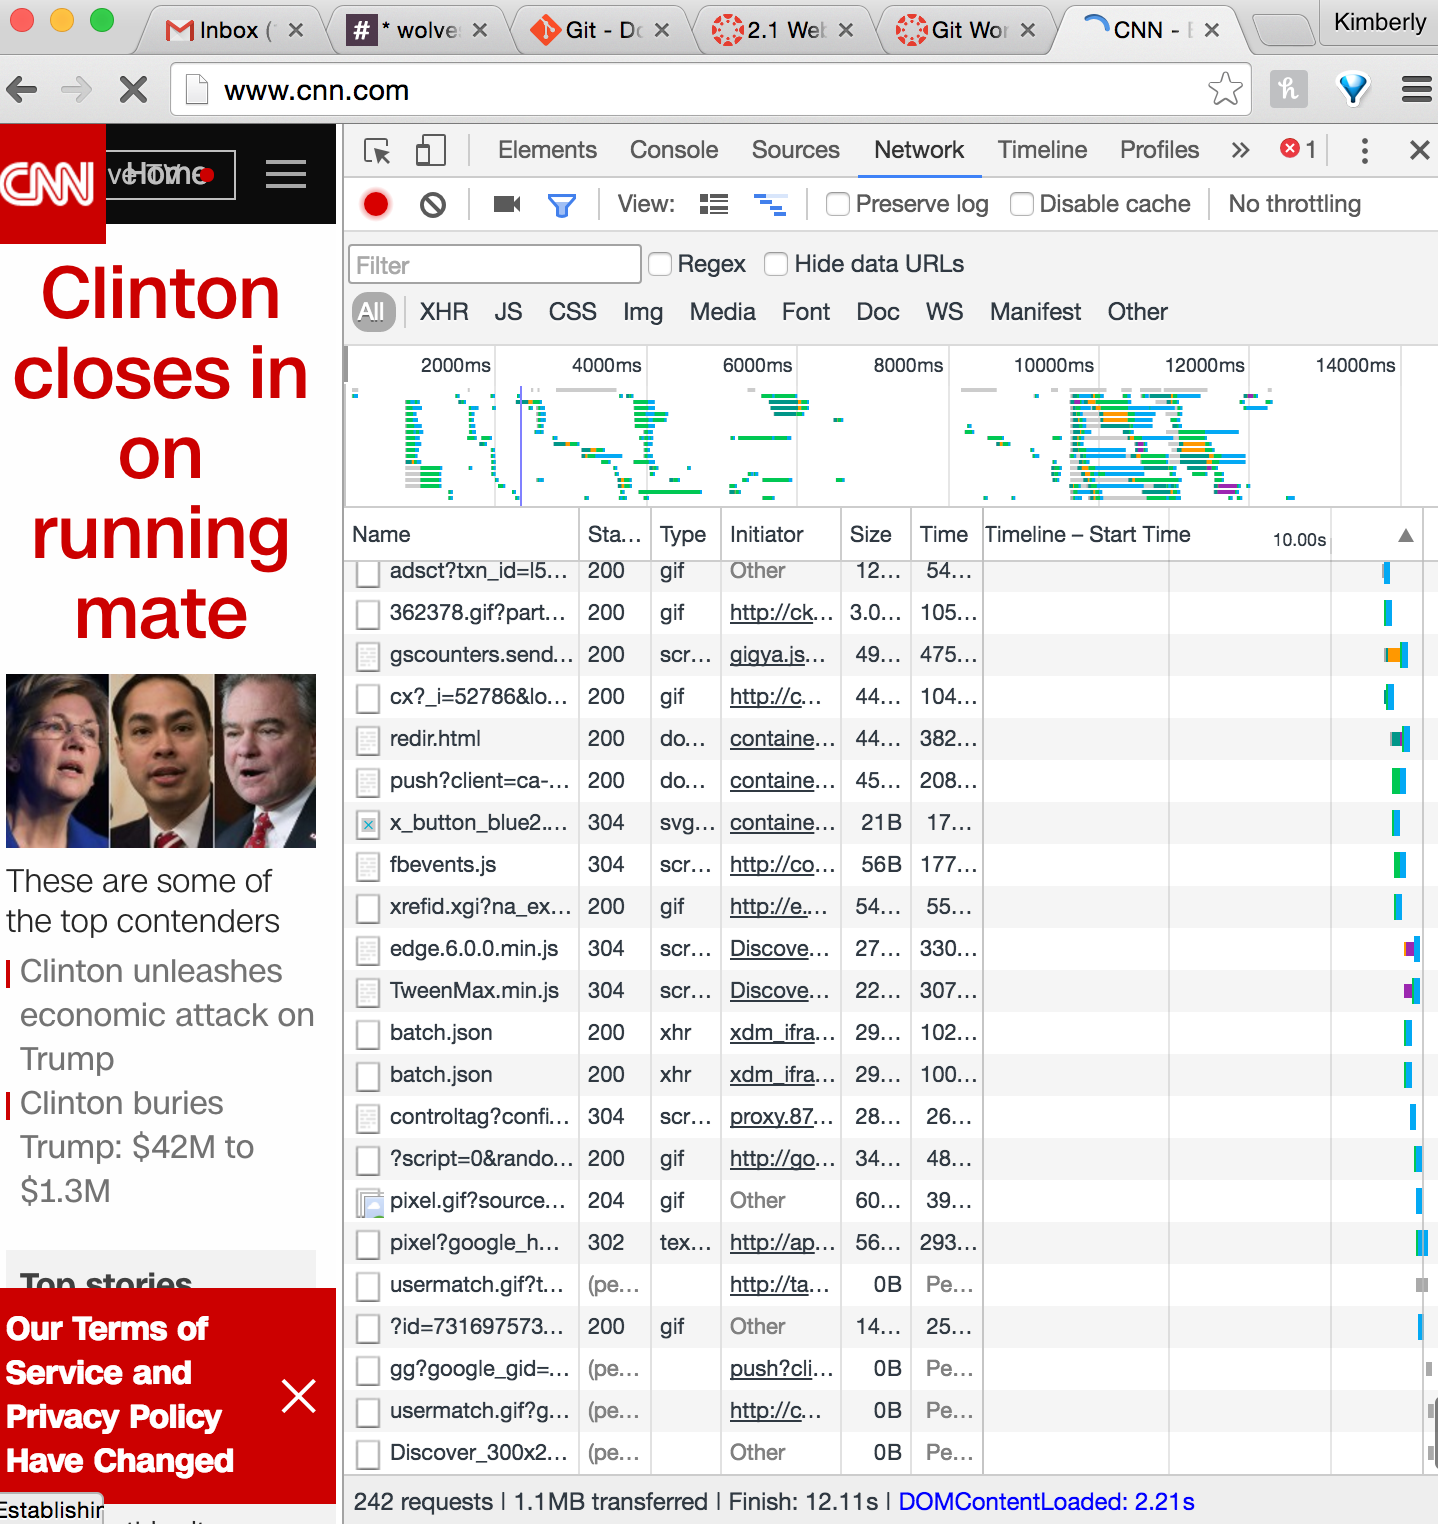 Inbox (
# * wolve
Git - Do
2.1 Web
Git Wor
CNN - B
Kimberly
www.cnn.com
CNN
Home
Clinton
closes in
on
running
mate
These are some of
the top contenders
Clinton unleashes
economic attack on
Trump
Clinton buries
Trump: $42M to
$1.3M
Top stories
Our Terms of
Service and
Privacy Policy
Have Changed
Establishin
Elements Console Sources Network Timeline Profiles » 1
View: Preserve log Disable cache No throttling
Filter Regex Hide data URLs
All XHR JS CSS Img Media Font Doc WS Manifest Other
2000ms 4000ms 6000ms 8000ms 10000ms 12000ms 14000ms
Name Sta... Type Initiator Size Time Timeline – Start Time 10.00s
adsct?txn_id=l5... 200 gif Other 12... 54...
362378.gif?part... 200 gif http://ck... 3.0... 105...
gscounters.send... 200 scr... gigya.js... 49... 475...
cx?_i=52786&lo... 200 gif http://c... 44... 104...
redir.html 200 do... containe... 44... 382...
push?client=ca-... 200 do... containe... 45... 208...
x_button_blue2.... 304 svg... containe... 21B 17...
fbevents.js 304 scr... http://co... 56B 177...
xrefid.xgi?na_ex... 200 gif http://e.... 54... 55...
edge.6.0.0.min.js 304 scr... Discove... 27... 330...
TweenMax.min.js 304 scr... Discove... 22... 307...
batch.json 200 xhr xdm_ifra... 29... 102...
batch.json 200 xhr xdm_ifra... 29... 100...
controltag?confi... 304 scr... proxy.87... 28... 26...
?script=0&rando... 200 gif http://go... 34... 48...
pixel.gif?source... 204 gif Other 60... 39...
pixel?google_h... 302 tex... http://ap... 56... 293...
usermatch.gif?t... (pe... http://ta... 0B Pe...
?id=731697573... 200 gif Other 14... 25...
gg?google_gid=... (pe... push?cli... 0B Pe...
usermatch.gif?g... (pe... http://c... 0B Pe...
Discover_300x2... (pe... Other 0B Pe...
242 requests | 1.1MB transferred | Finish: 12.11s | DOMContentLoaded: 2.21s